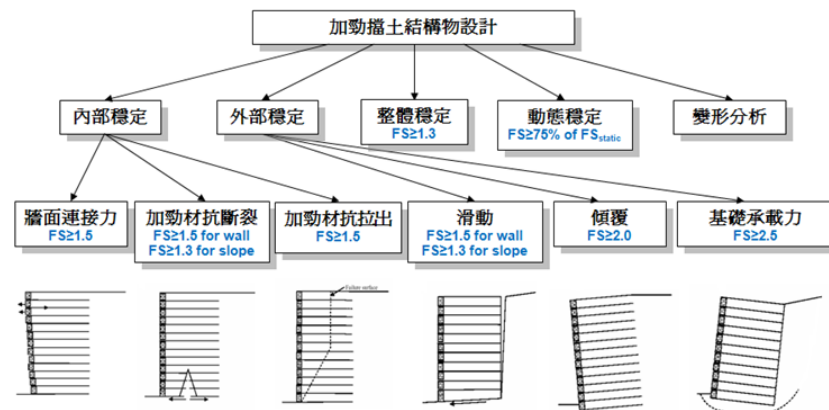 加勁擋土結構物設計
內部穩定
外部穩定
整體穩定
FS≥1.3
動態穩定
FS≥75% of FSstatic
變形分析
牆面連接力
FS≥1.5
加勁材抗斷裂
FS≥1.5 for wall
FS≥1.3 for slope
加勁材抗拉出
FS≥1.5
滑動
FS≥1.5 for wall
FS≥1.3 for slope
傾覆
FS≥2.0
基礎承載力
FS≥2.5
Failure surface